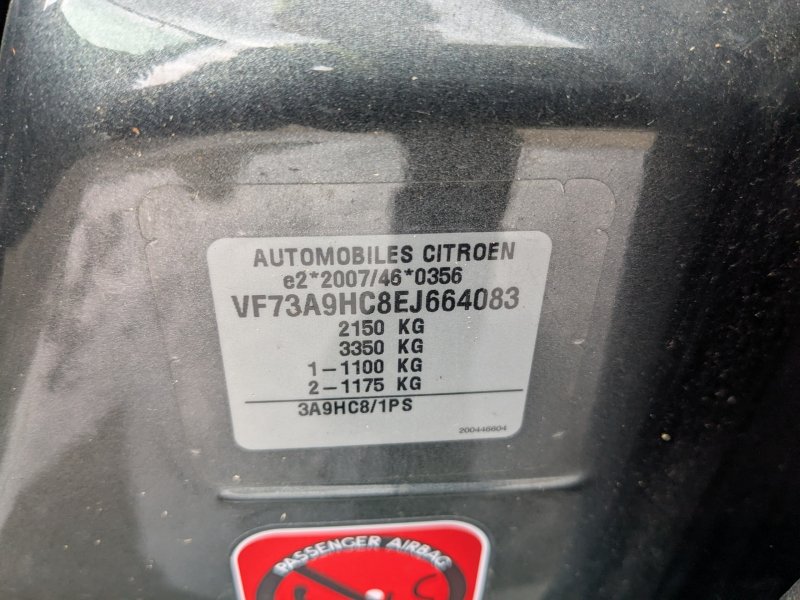 AUTOMOBILES CITROEN
e2*2007/46*0356
VF73A9HC8EJ664083
2150 KG
3350 KG
1-1100 KG
2-1175 KG
3A9HC8/1PS
200446604
PASSENGER AIRBAG